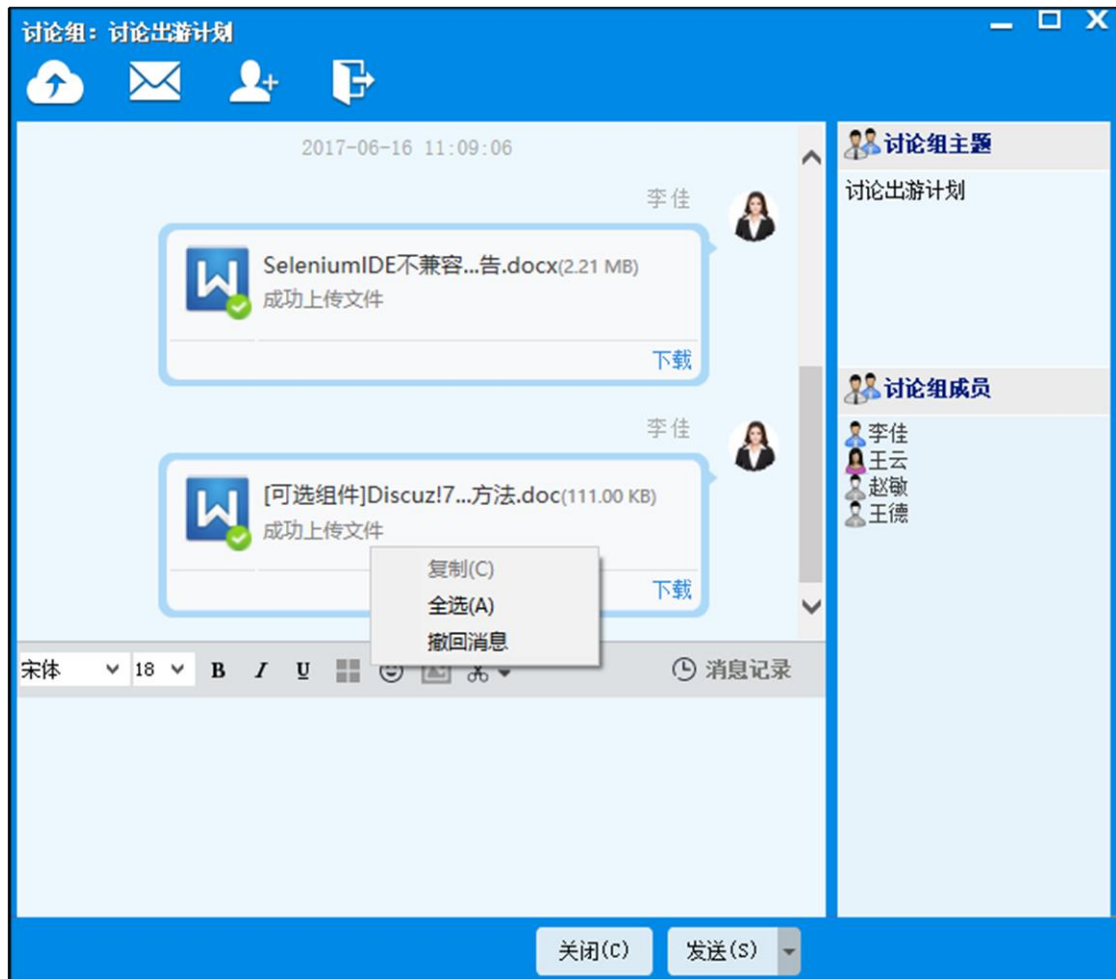 讨论组：讨论出游计划
2017-06-16 11:09:06
李佳
SeleniumIDE不兼容...告.docx(2.21 MB)
成功上传文件
下载
李佳
[可选组件]Discuz!7...方法.doc(111.00 KB)
成功上传文件
下载
复制(C)
全选(A)
撤回消息
宋体 18 B I U 消息记录
关闭(C) 发送(S)
讨论组主题
讨论出游计划
讨论组成员
李佳
王云
赵敏
王德